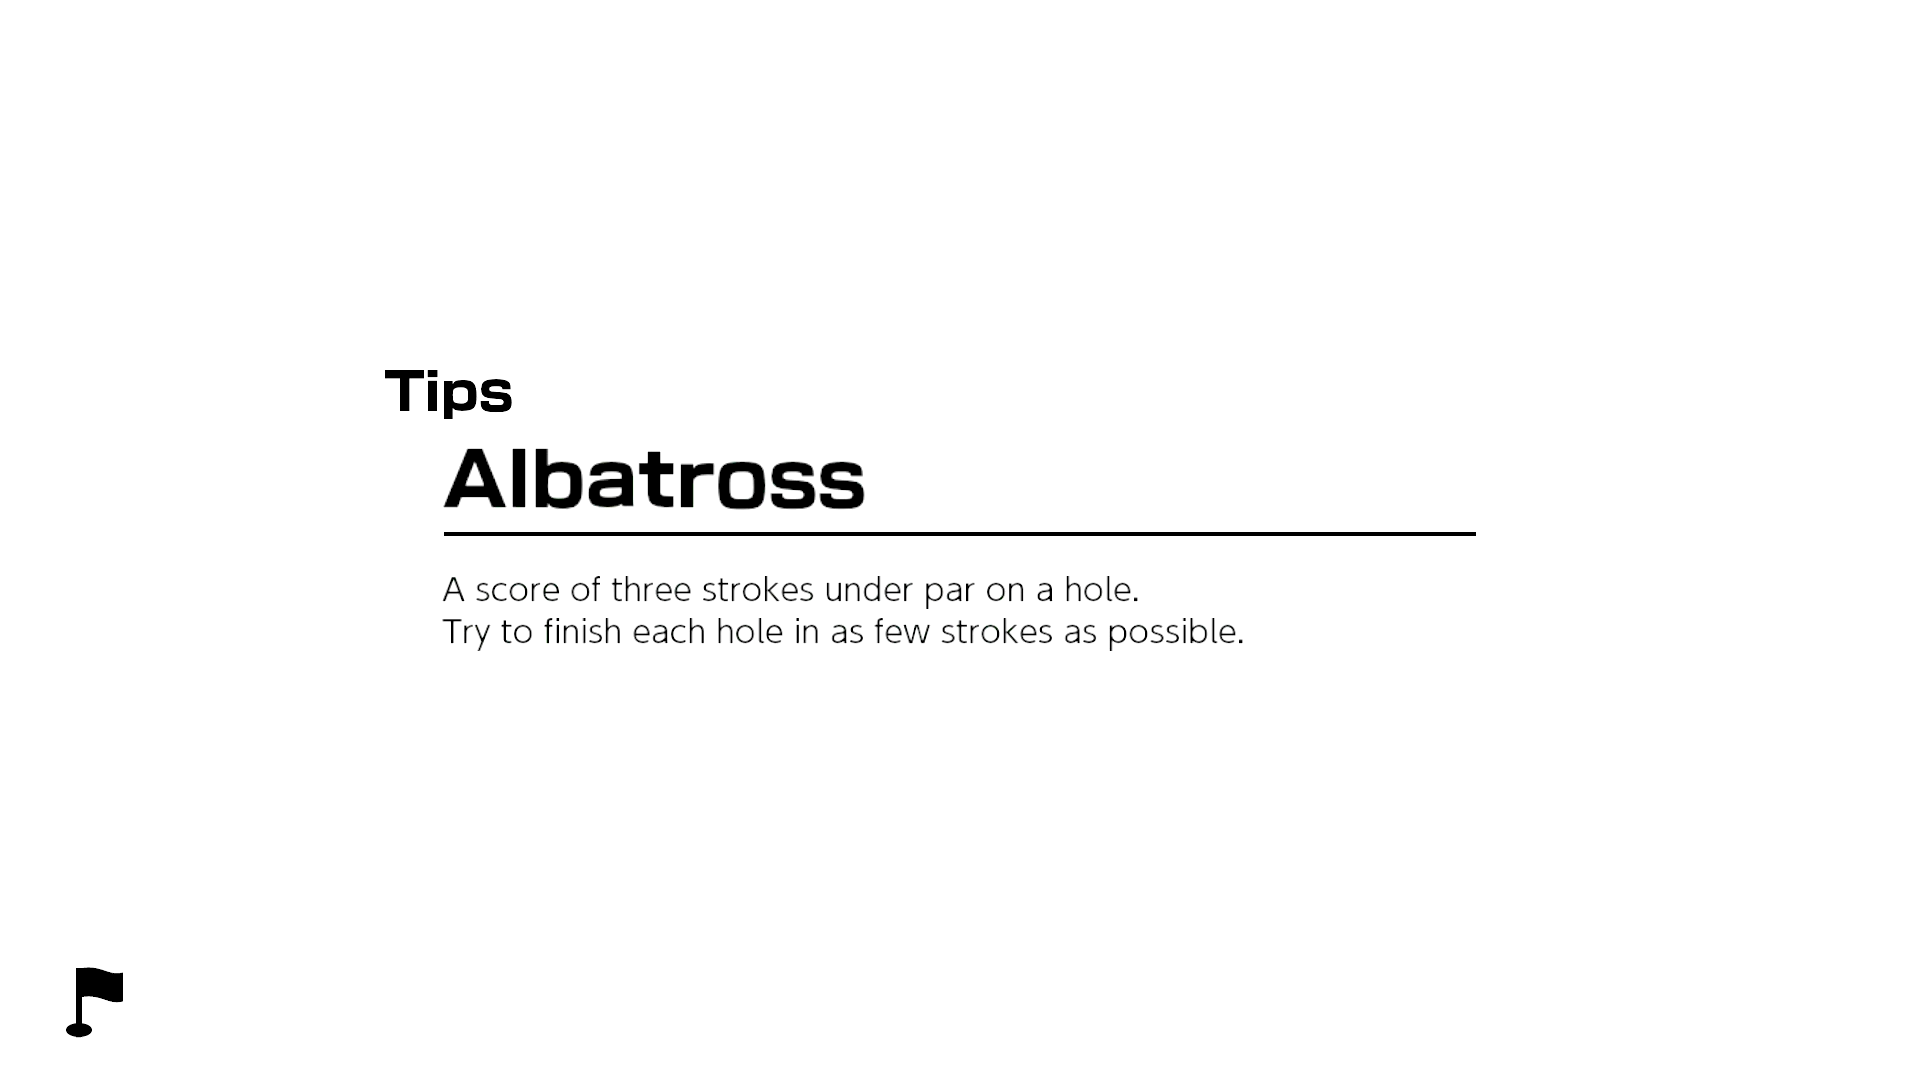 Tips
Albatross
A score of three strokes under par on a hole.
Try to finish each hole in as few strokes as possible.